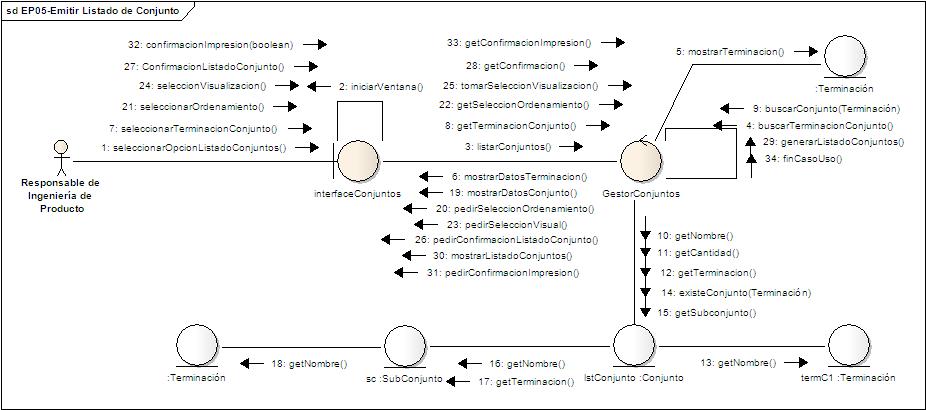 sd EP05-Emitir Listado de Conjunto
32: confirmacionImpresion(boolean)
27: ConfirmacionListadoConjunto()
24: seleccionVisualizacion()
21: seleccionarOrdenamiento()
7: seleccionarTerminacionConjunto()
1: seleccionarOpcionListadoConjuntos()
2: iniciarVentana()
33: getConfirmacionImpresion()
28: getConfirmacion()
25: tomarSeleccionVisualizacion()
22: getSeleccionOrdenamiento()
8: getTerminacionConjunto()
3: listarConjuntos()
5: mostrarTerminacion()
:Terminación
9: buscarConjunto(Terminación)
4: buscarTerminacionConjunto()
29: generarListadoConjuntos()
34: finCasoUso()
Responsable de
Ingeniería de
Producto
interfaceConjuntos
GestorConjuntos
6: mostrarDatosTerminacion()
19: mostrarDatosConjunto()
20: pedirSeleccionOrdenamiento()
23: pedirSeleccionVisual()
26: pedirConfirmacionListadoConjunto()
30: mostrarListadoConjuntos()
31: pedirConfirmacionImpresion()
10: getNombre()
11: getCantidad()
12: getTerminacion()
14: existeConjunto(Terminación)
15: getSubconjunto()
18: getNombre()
16: getNombre()
17: getTerminacion()
13: getNombre()
:Terminación
sc :SubConjunto
lstConjunto :Conjunto
termC1 :Terminación